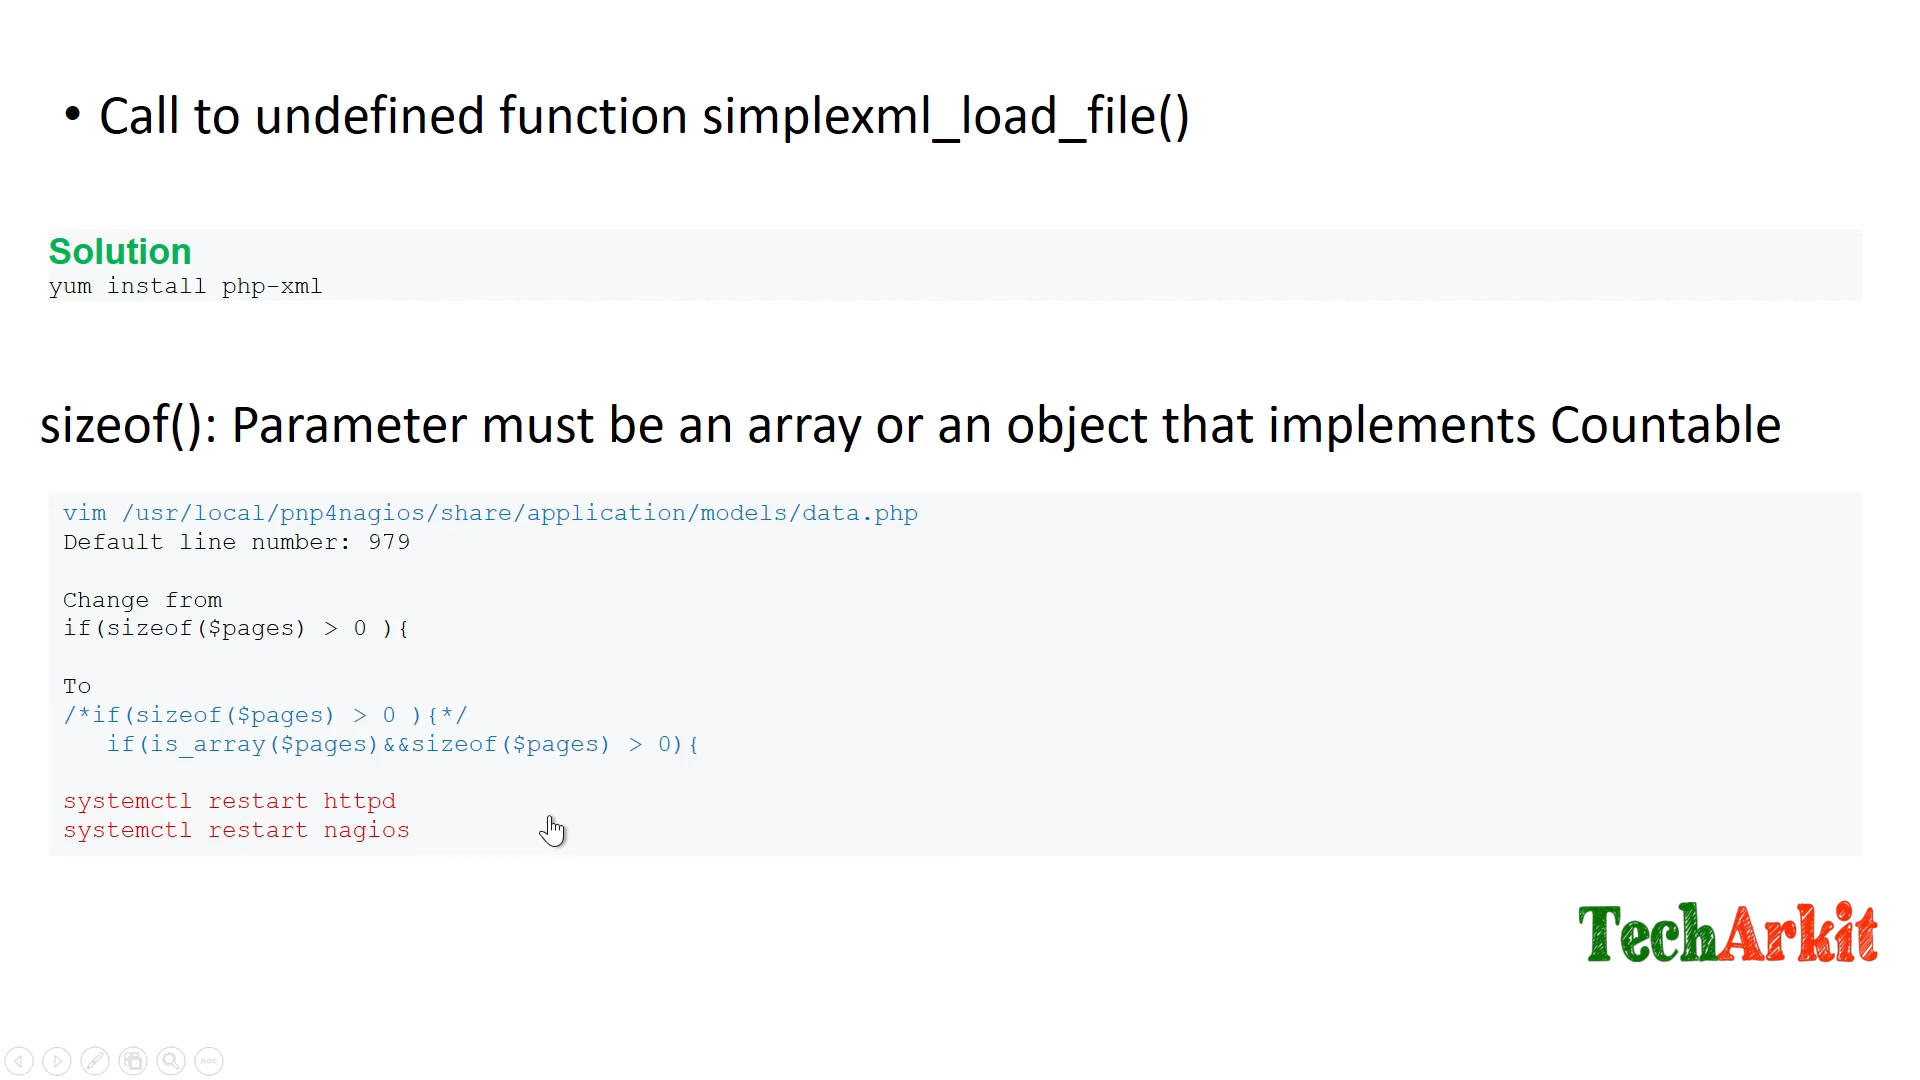 • Call to undefined function simplexml_load_file()
Solution
yum install php-xml
sizeof(): Parameter must be an array or an object that implements Countable
vim /usr/local/pnp4nagios/share/application/models/data.php
Default line number: 979
Change from
if(sizeof($pages) > 0 ){
To
/*if(sizeof($pages) > 0 ){*/
if(is_array($pages)&&sizeof($pages) > 0){
systemctl restart httpd
systemctl restart nagios
TechArkit